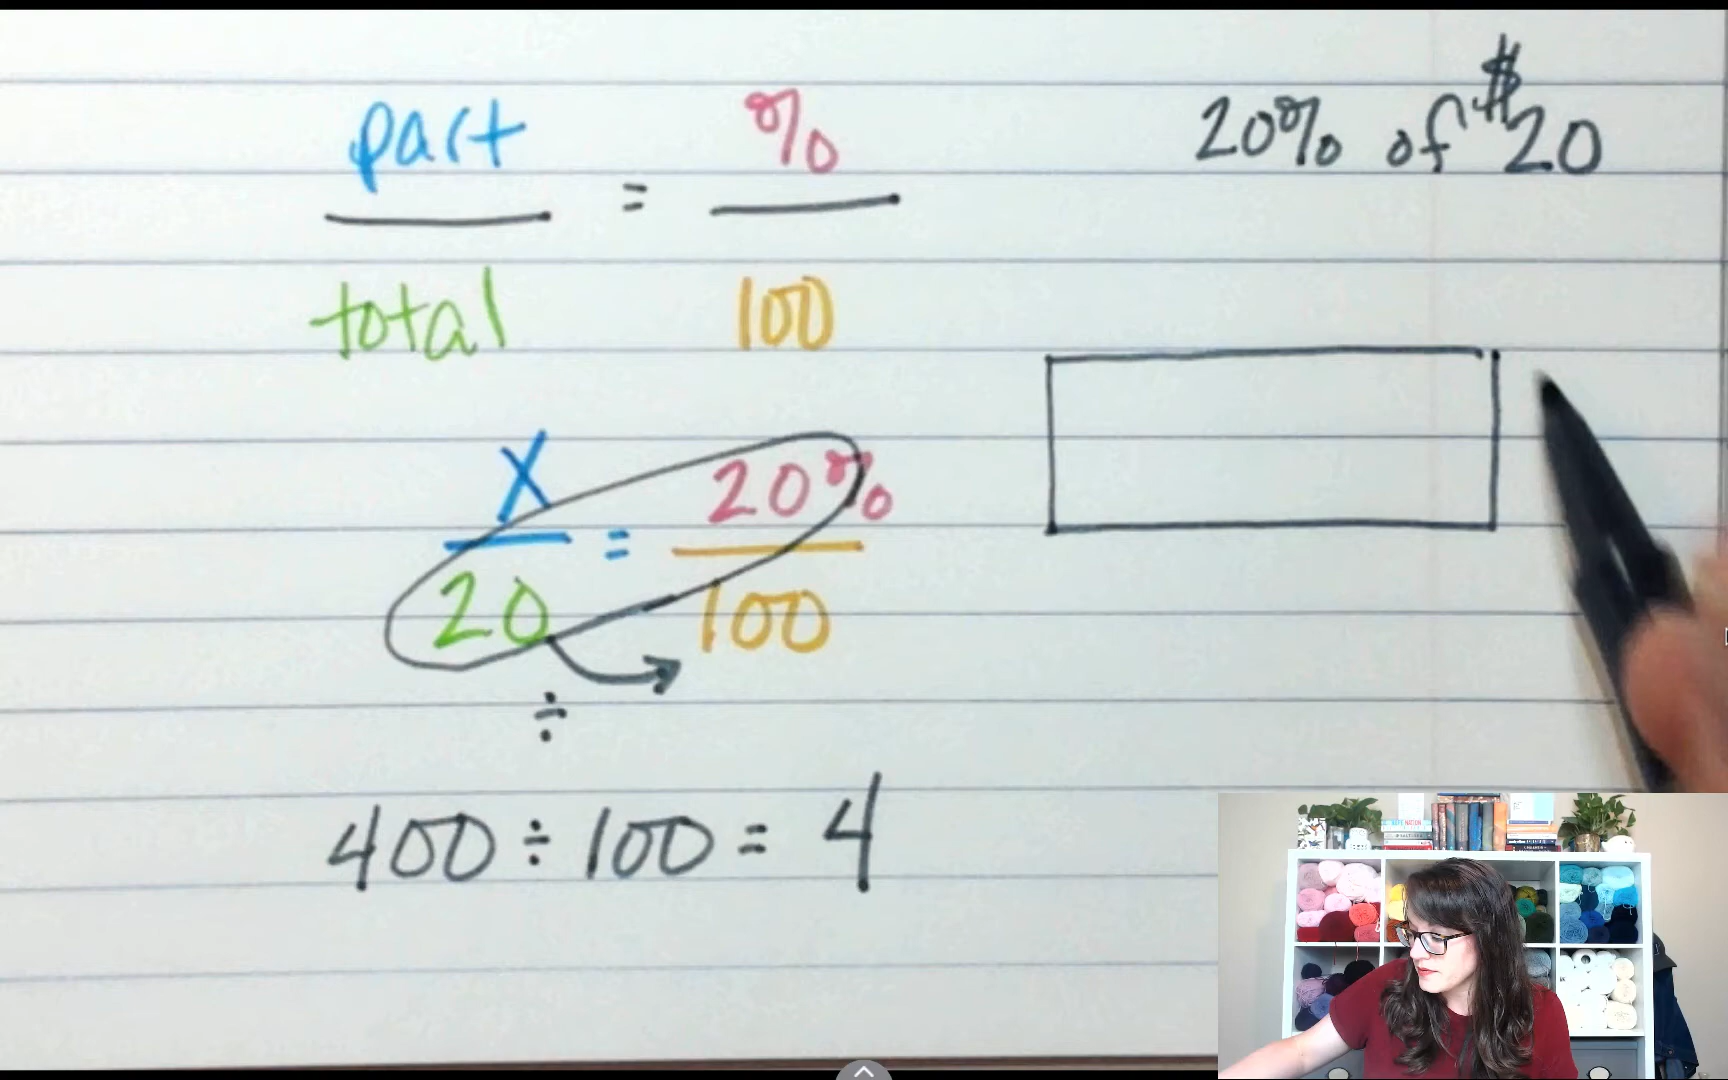 part = %
total 100
20% of $20
X = 20%
20 100
÷
400 ÷ 100 = 4